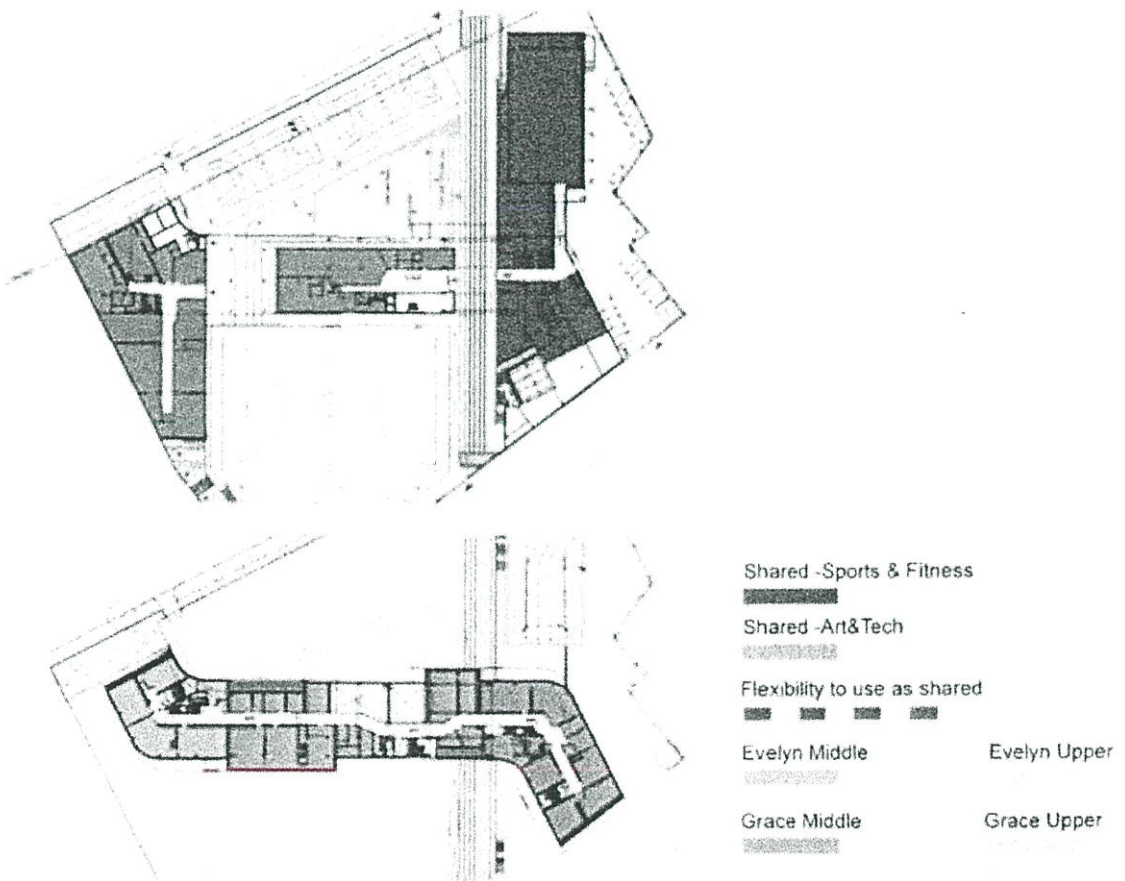 Shared -Sports & Fitness
Shared -Art&Tech
Flexibility to use as shared
Evelyn Middle Evelyn Upper
Grace Middle Grace Upper